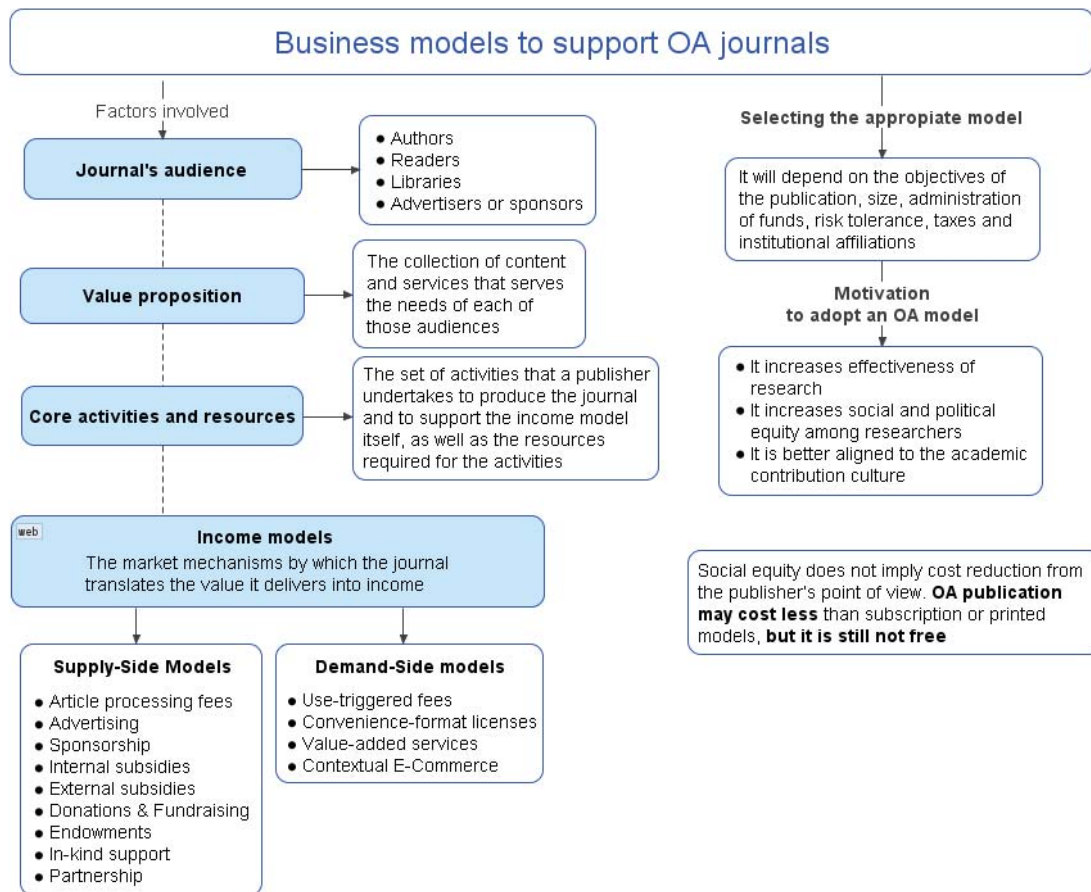 Business models to support OA journals
Factors involved
Journal's audience
● Authors
● Readers
● Libraries
● Advertisers or sponsors
Value proposition
The collection of content
and services that serves
the needs of each of
those audiences
Core activities and resources
The set of activities that a publisher
undertakes to produce the journal
and to support the income model
itself, as well as the resources
required for the activities
web
Income models
The market mechanisms by which the journal
translates the value it delivers into income
Supply-Side Models
● Article processing fees
● Advertising
● Sponsorship
● Internal subsidies
● External subsidies
● Donations & Fundraising
● Endowments
● In-kind support
● Partnership
Demand-Side models
● Use-triggered fees
● Convenience-format licenses
● Value-added services
● Contextual E-Commerce
Selecting the appropiate model
It will depend on the objectives of
the publication, size, administration
of funds, risk tolerance, taxes and
institutional affiliations
Motivation
to adopt an OA model
● It increases effectiveness of
research
● It increases social and political
equity among researchers
● It is better aligned to the academic
contribution culture
Social equity does not imply cost reduction from
the publisher's point of view. OA publication
may cost less than subscription or printed
models, but it is still not free